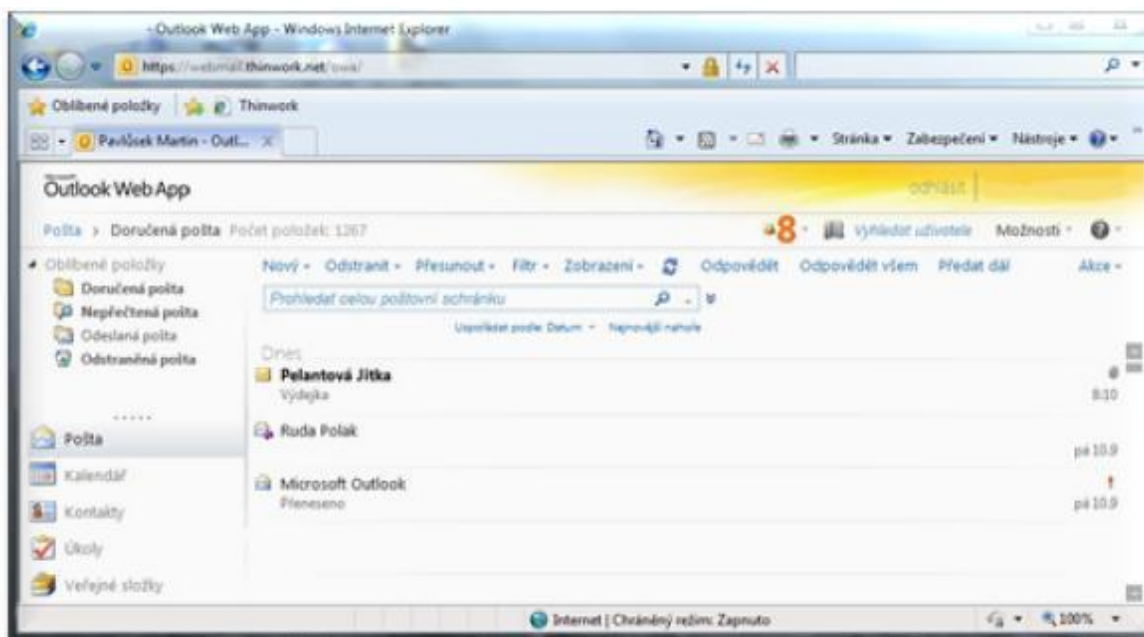 - Outlook Web App - Windows Internet Explorer
https://webmail.thinwork.net/owa/
Oblíbené položky Thinwork
Pavlůsek Martin - Outl... Stránka Zabezpečení Nástroje
Microsoft
Outlook Web App odhlásit
Pošta > Doručená pošta Počet položek: 1267 8 Vyhledat uživatele Možnosti
Oblíbené položky
Doručená pošta
Nepřečtená pošta
Odeslaná pošta
Odstraněná pošta
Pošta
Kalendář
Kontakty
Úkoly
Veřejné složky
Nový Odstranit Přesunout Filtr Zobrazení Odpovědět Odpovědět všem Předat dál Akce
Prohledat celou poštovní schránku
Uspořádat podle: Datum Nejnovější nahoře
Dnes
Pelantová Jitka
Výdejka 8:10
Ruda Polak
pá 10.9
Microsoft Outlook
Přeneseno pá 10.9
Internet | Chráněný režim: Zapnuto 100%